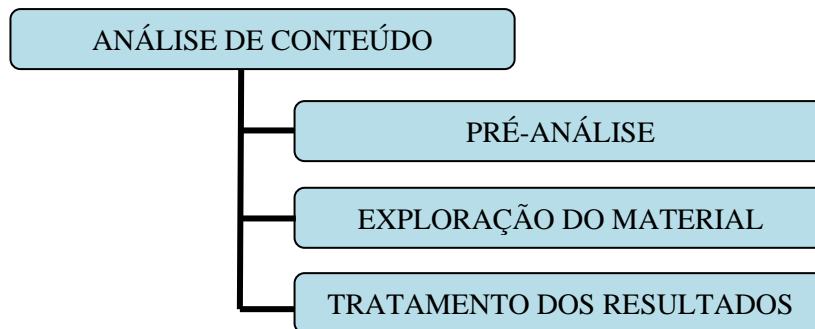 ANÁLISE DE CONTEÚDO
PRÉ-ANÁLISE
EXPLORAÇÃO DO MATERIAL
TRATAMENTO DOS RESULTADOS